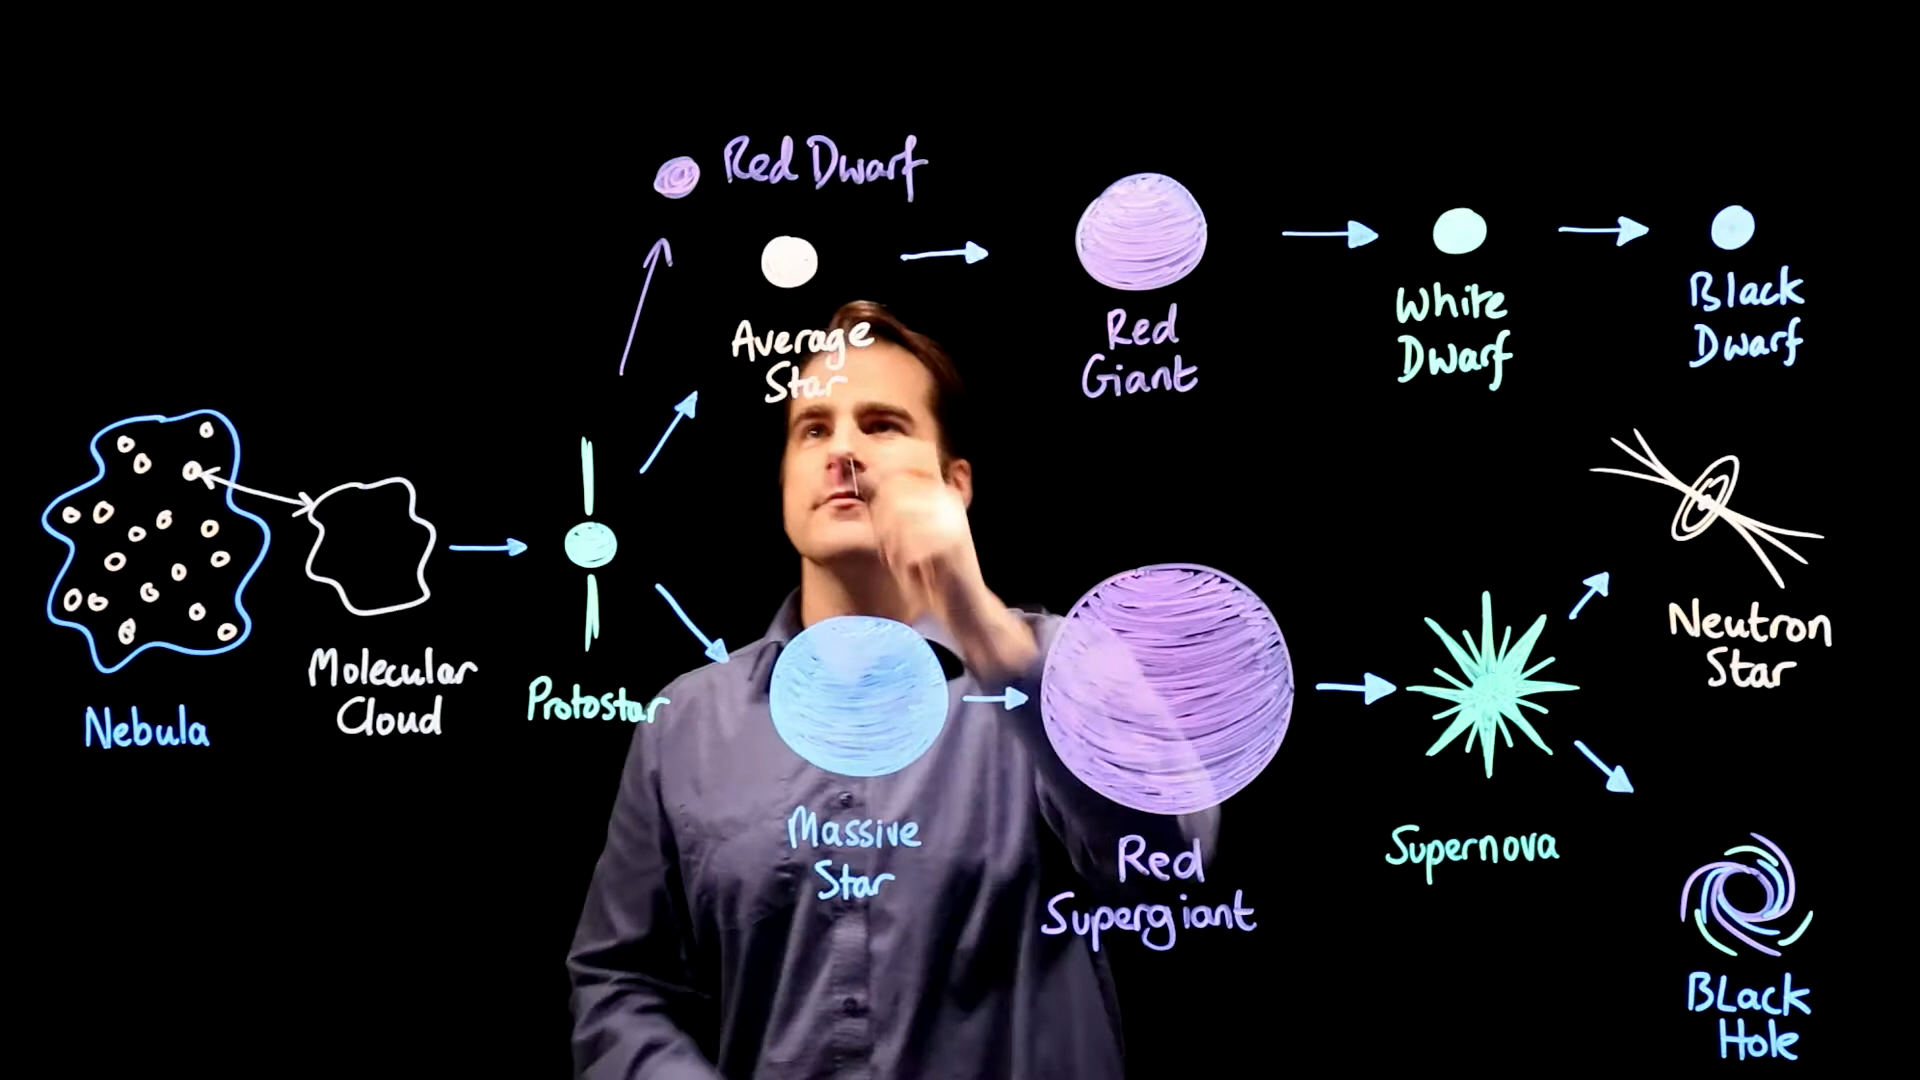 Red Dwarf
Average
Star
Red
Giant
White
Dwarf
Black
Dwarf
Nebula
Molecular
Cloud
Protostar
Massive
Star
Red
Supergiant
Supernova
Neutron
Star
BLack
Hole